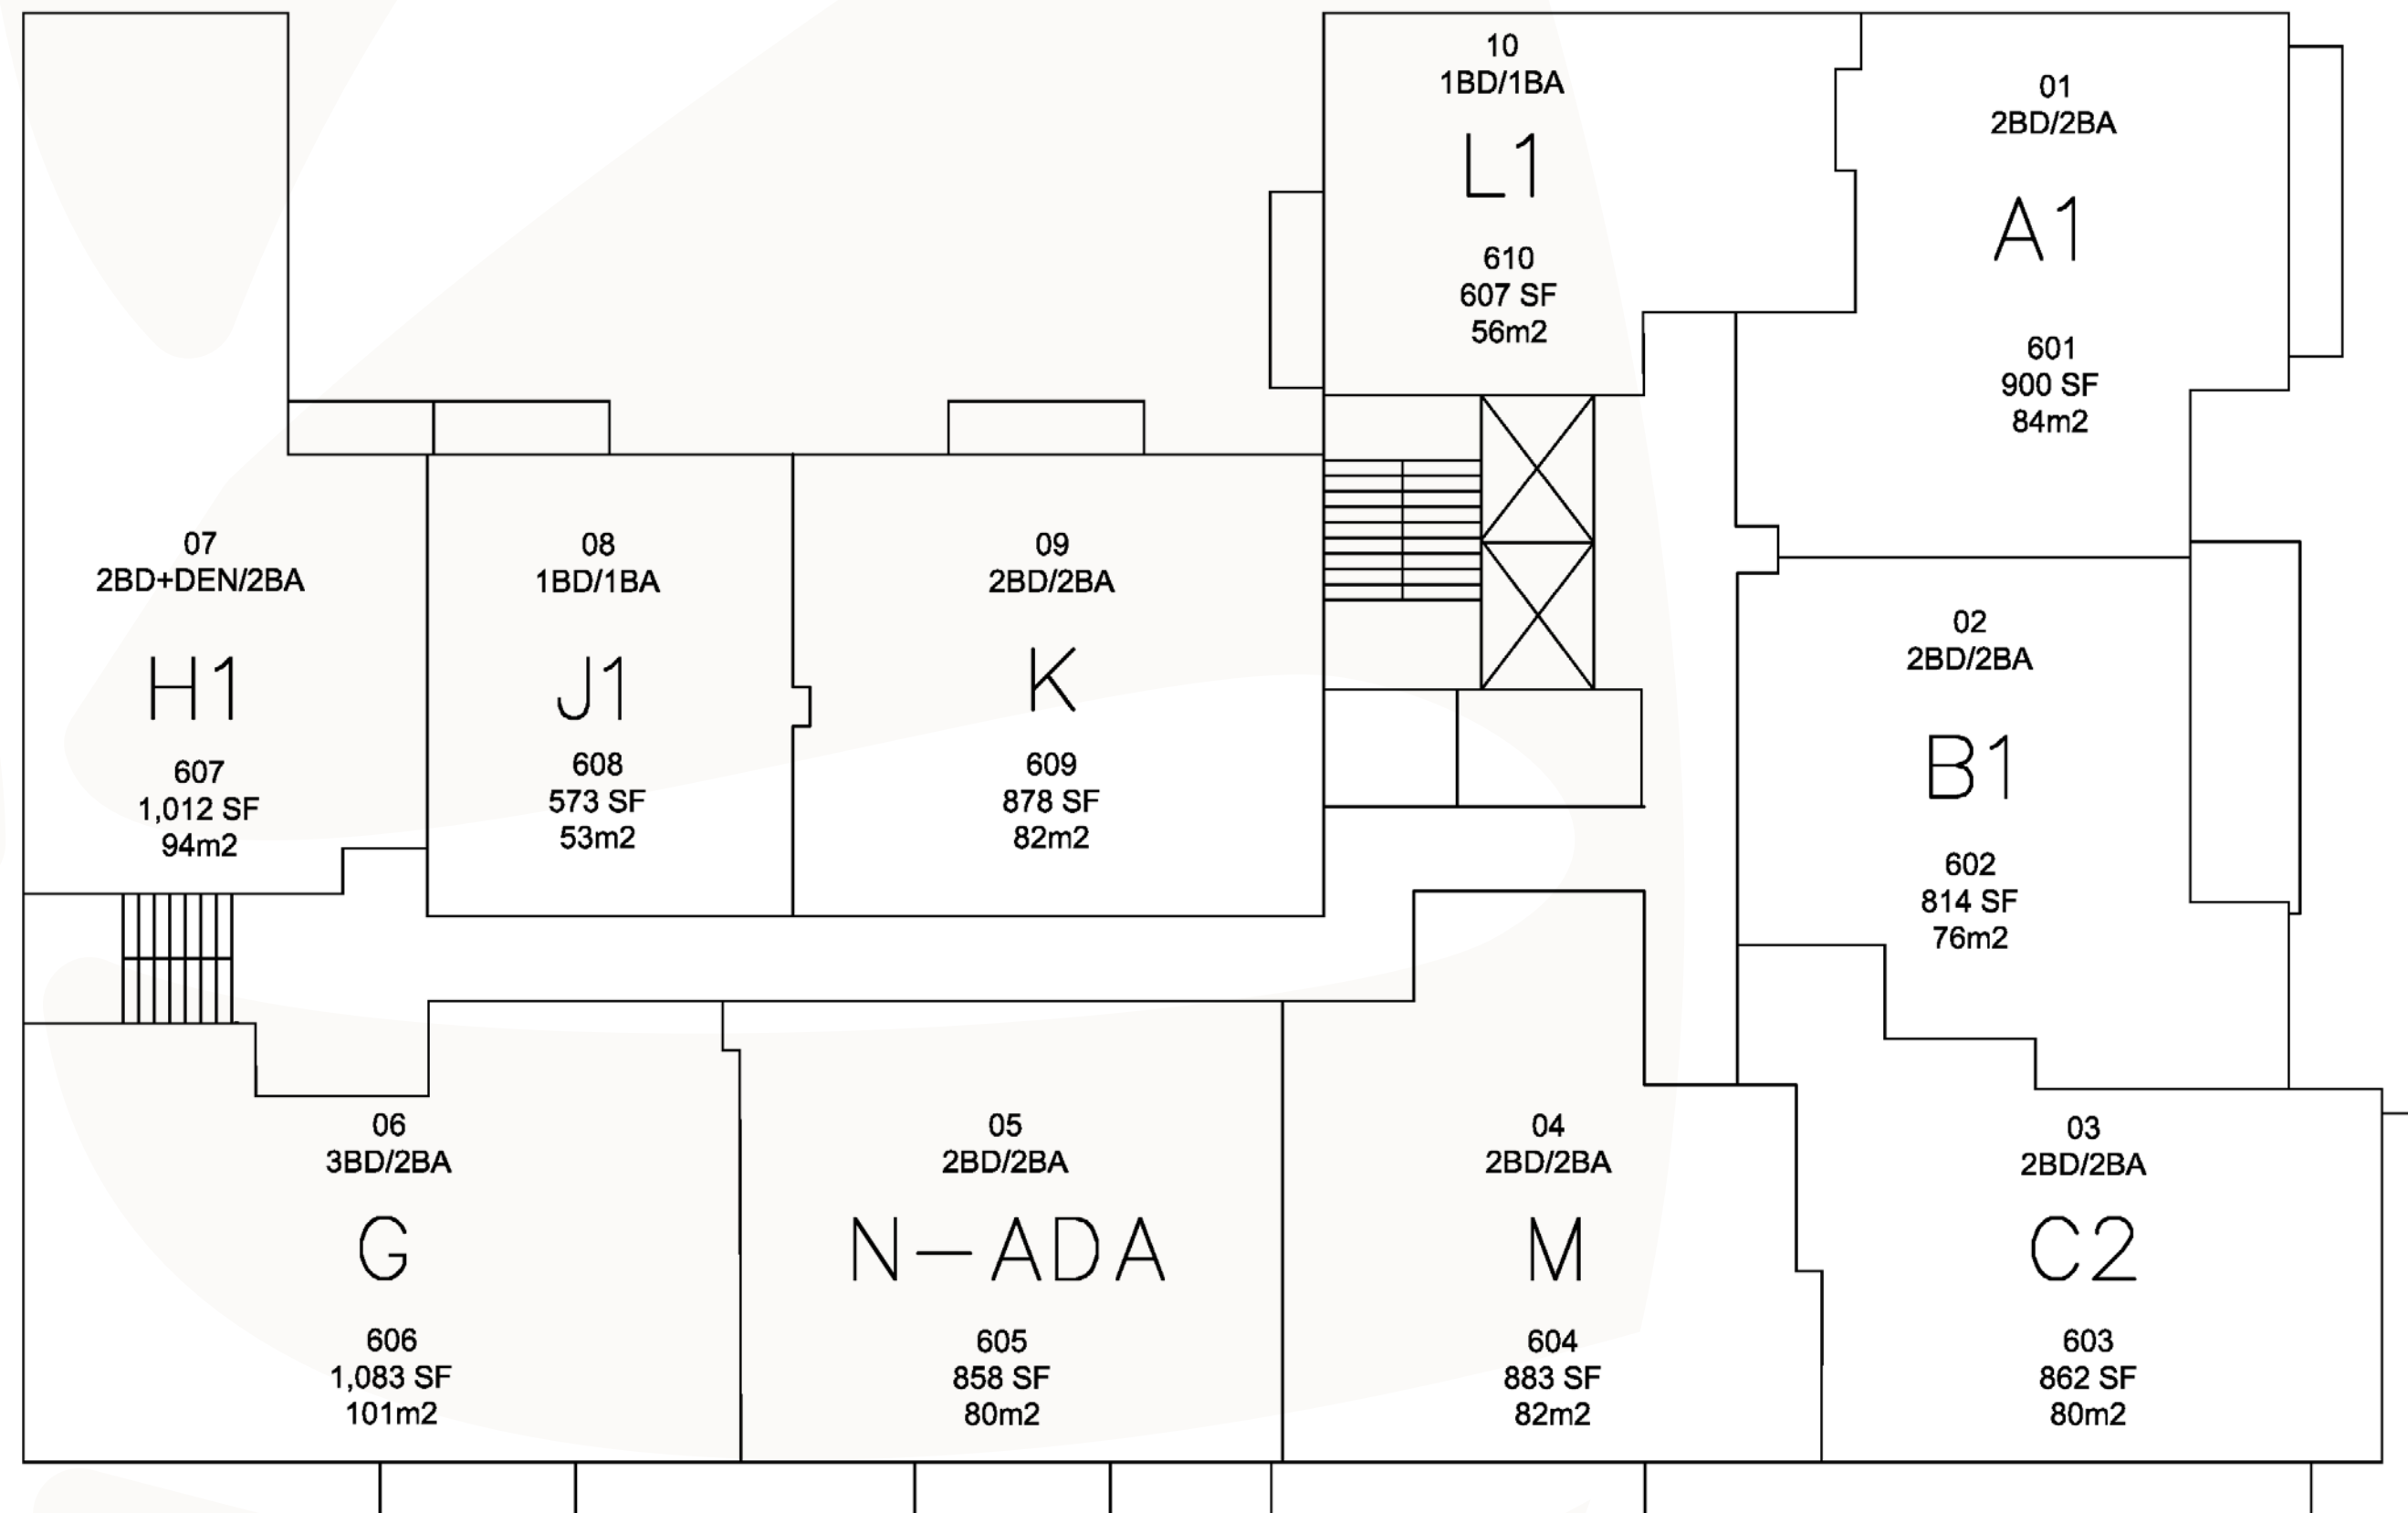 10
1BD/1BA
L1
610
607 SF
56m2
01
2BD/2BA
A1
601
900 SF
84m2
07
2BD+DEN/2BA
H1
607
1,012 SF
94m2
08
1BD/1BA
J1
608
573 SF
53m2
09
2BD/2BA
K
609
878 SF
82m2
02
2BD/2BA
B1
602
814 SF
76m2
06
3BD/2BA
G
606
1,083 SF
101m2
05
2BD/2BA
N-ADA
605
858 SF
80m2
04
2BD/2BA
M
604
883 SF
82m2
03
2BD/2BA
C2
603
862 SF
80m2